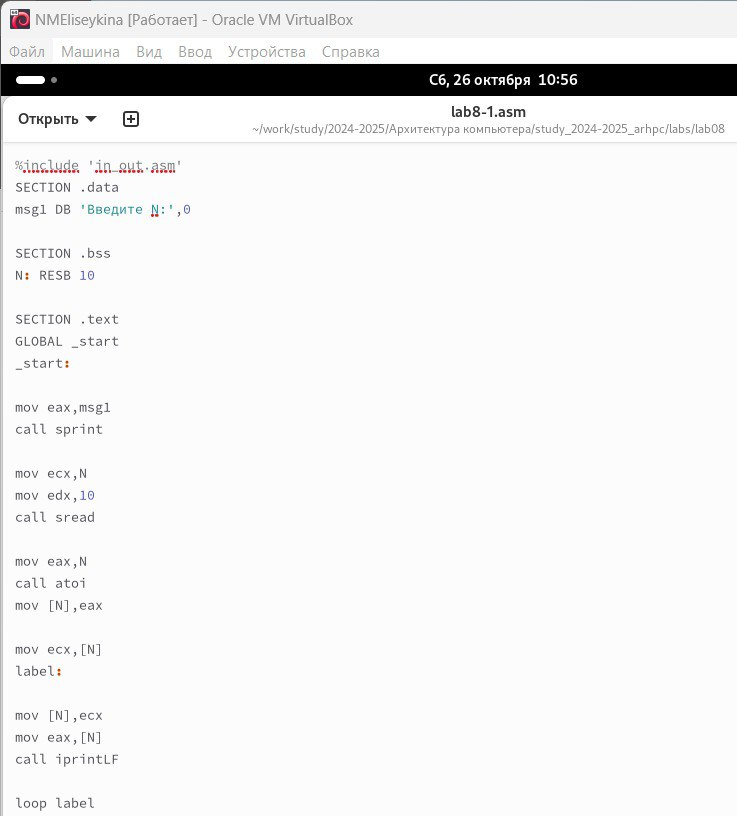 NMEliseykina [Работает] - Oracle VM VirtualBox
Файл Машина Вид Ввод Устройства Справка
Сб, 26 октября 10:56
Открыть
lab8-1.asm
~/work/study/2024-2025/Архитектура компьютера/study_2024-2025_arhpc/labs/lab08
%include 'in_out.asm'
SECTION .data
msg1 DB 'Введите N:',0
SECTION .bss
N: RESB 10
SECTION .text
GLOBAL _start
_start:
mov eax,msg1
call sprint
mov ecx,N
mov edx,10
call sread
mov eax,N
call atoi
mov [N],eax
mov ecx,[N]
label:
mov [N],ecx
mov eax,[N]
call iprintLF
loop label